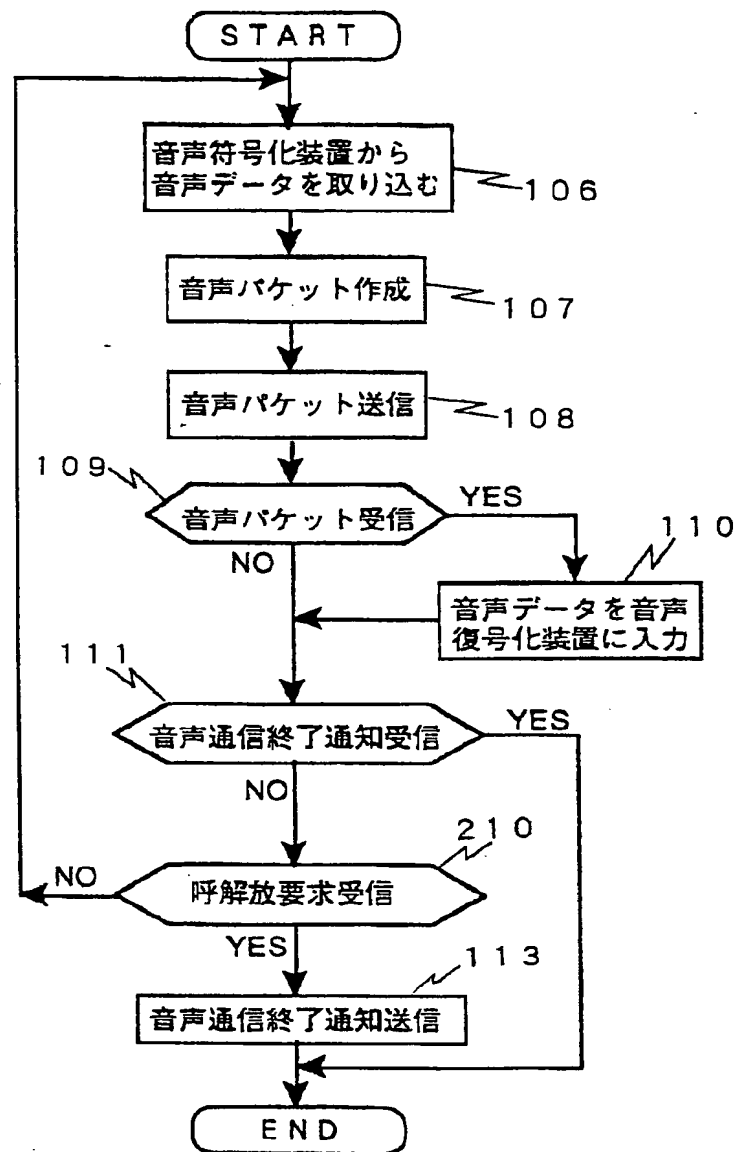 START
音声符号化装置から
音声データを取り込む
106
音声パケット作成
107
音声パケット送信
108
109
音声パケット受信
YES
NO
110
音声データを音声
復号化装置に入力
111
音声通信終了通知受信
YES
NO
210
呼解放要求受信
NO
YES
113
音声通信終了通知送信
END